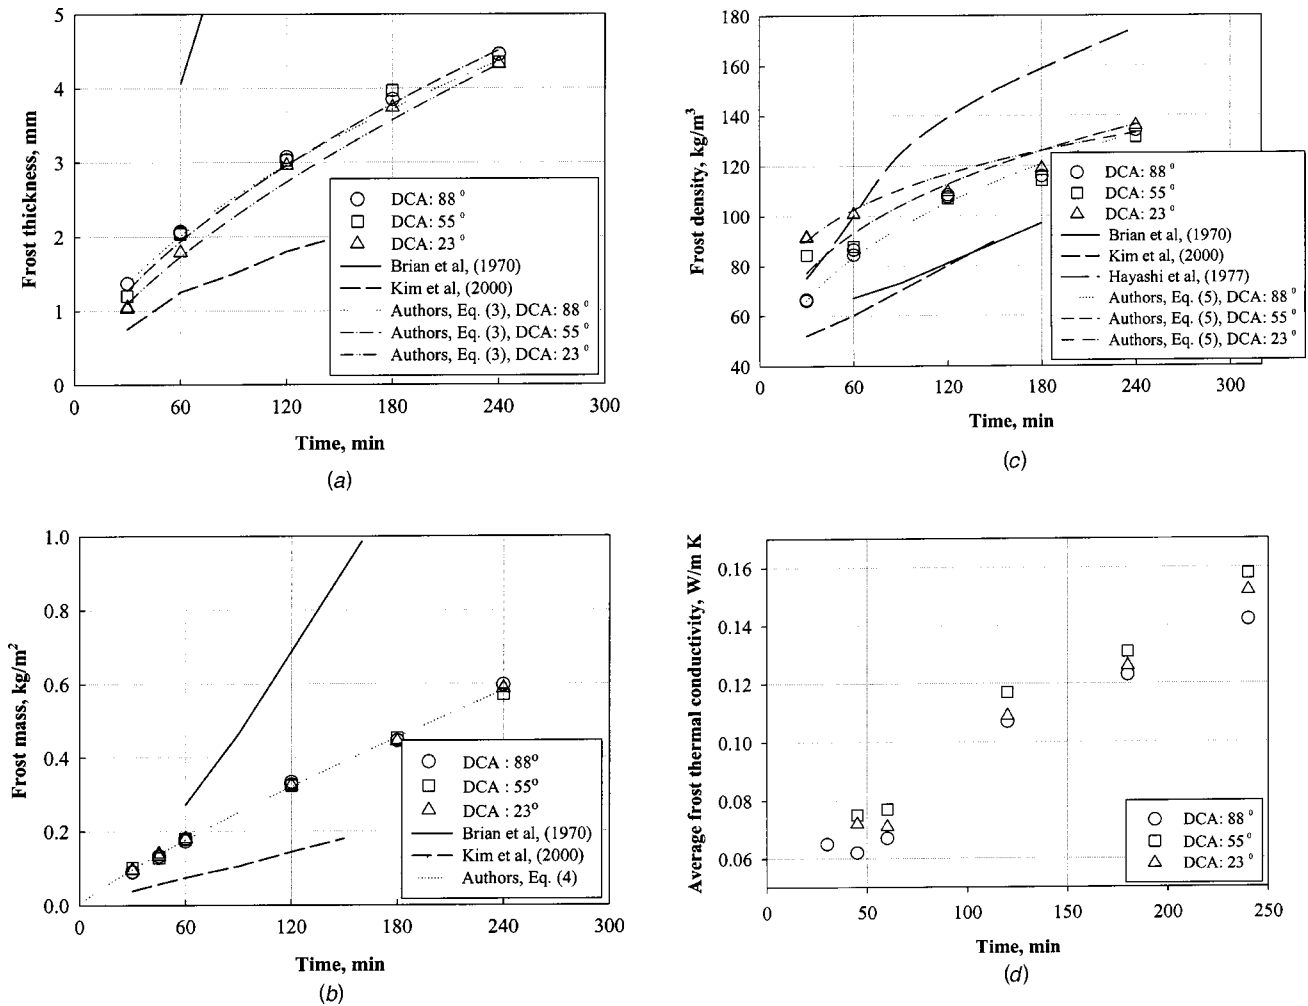 Frost thickness, mm
5
4
3
2
1
0
0 60 120 180 240 300
Time, min
DCA: 88 °
DCA: 55 °
DCA: 23 °
Brian et al, (1970)
Kim et al, (2000)
Authors, Eq. (3), DCA: 88 °
Authors, Eq. (3), DCA: 55 °
Authors, Eq. (3), DCA: 23 °
(a)
Frost density, kg/m³
180
160
140
120
100
80
60
40
0 60 120 180 240 300
Time, min
DCA: 88 °
DCA: 55 °
DCA: 23 °
Brian et al, (1970)
Kim et al, (2000)
Hayashi et al, (1977)
Authors, Eq. (5), DCA: 88 °
Authors, Eq. (5), DCA: 55 °
Authors, Eq. (5), DCA: 23 °
(c)
Frost mass, kg/m²
1.0
0.8
0.6
0.4
0.2
0.0
0 60 120 180 240 300
Time, min
DCA : 88°
DCA : 55°
DCA : 23°
Brian et al, (1970)
Kim et al, (2000)
Authors, Eq. (4)
(b)
Average frost thermal conductivity, W/m K
0.16
0.14
0.12
0.10
0.08
0.06
0 50 100 150 200 250
Time, min
DCA: 88 °
DCA: 55 °
DCA: 23 °
(d)